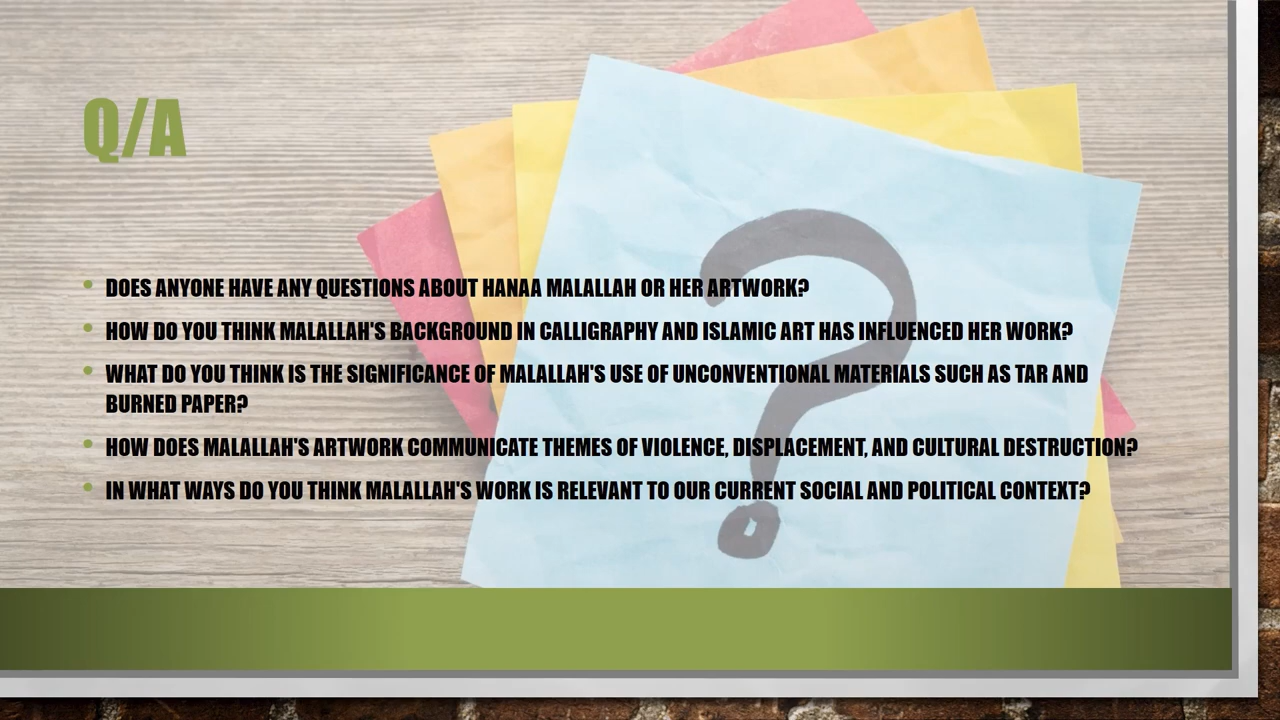 Q/A
• DOES ANYONE HAVE ANY QUESTIONS ABOUT HANAA MALALLAH OR HER ARTWORK?
• HOW DO YOU THINK MALALLAH'S BACKGROUND IN CALLIGRAPHY AND ISLAMIC ART HAS INFLUENCED HER WORK?
• WHAT DO YOU THINK IS THE SIGNIFICANCE OF MALALLAH'S USE OF UNCONVENTIONAL MATERIALS SUCH AS TAR AND
BURNED PAPER?
• HOW DOES MALALLAH'S ARTWORK COMMUNICATE THEMES OF VIOLENCE, DISPLACEMENT, AND CULTURAL DESTRUCTION?
• IN WHAT WAYS DO YOU THINK MALALLAH'S WORK IS RELEVANT TO OUR CURRENT SOCIAL AND POLITICAL CONTEXT?
?